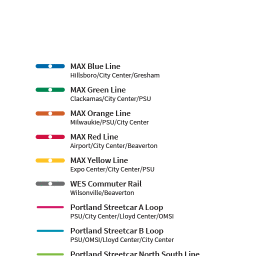 MAX Blue Line
Hillsboro/City Center/Gresham
MAX Green Line
Clackamas/City Center/PSU
MAX Orange Line
Milwaukie/PSU/City Center
MAX Red Line
Airport/City Center/Beaverton
MAX Yellow Line
Expo Center/City Center/PSU
WES Commuter Rail
Wilsonville/Beaverton
Portland Streetcar A Loop
PSU/City Center/Lloyd Center/OMSI
Portland Streetcar B Loop
PSU/OMSI/Lloyd Center/City Center
Portland Streetcar North South Line